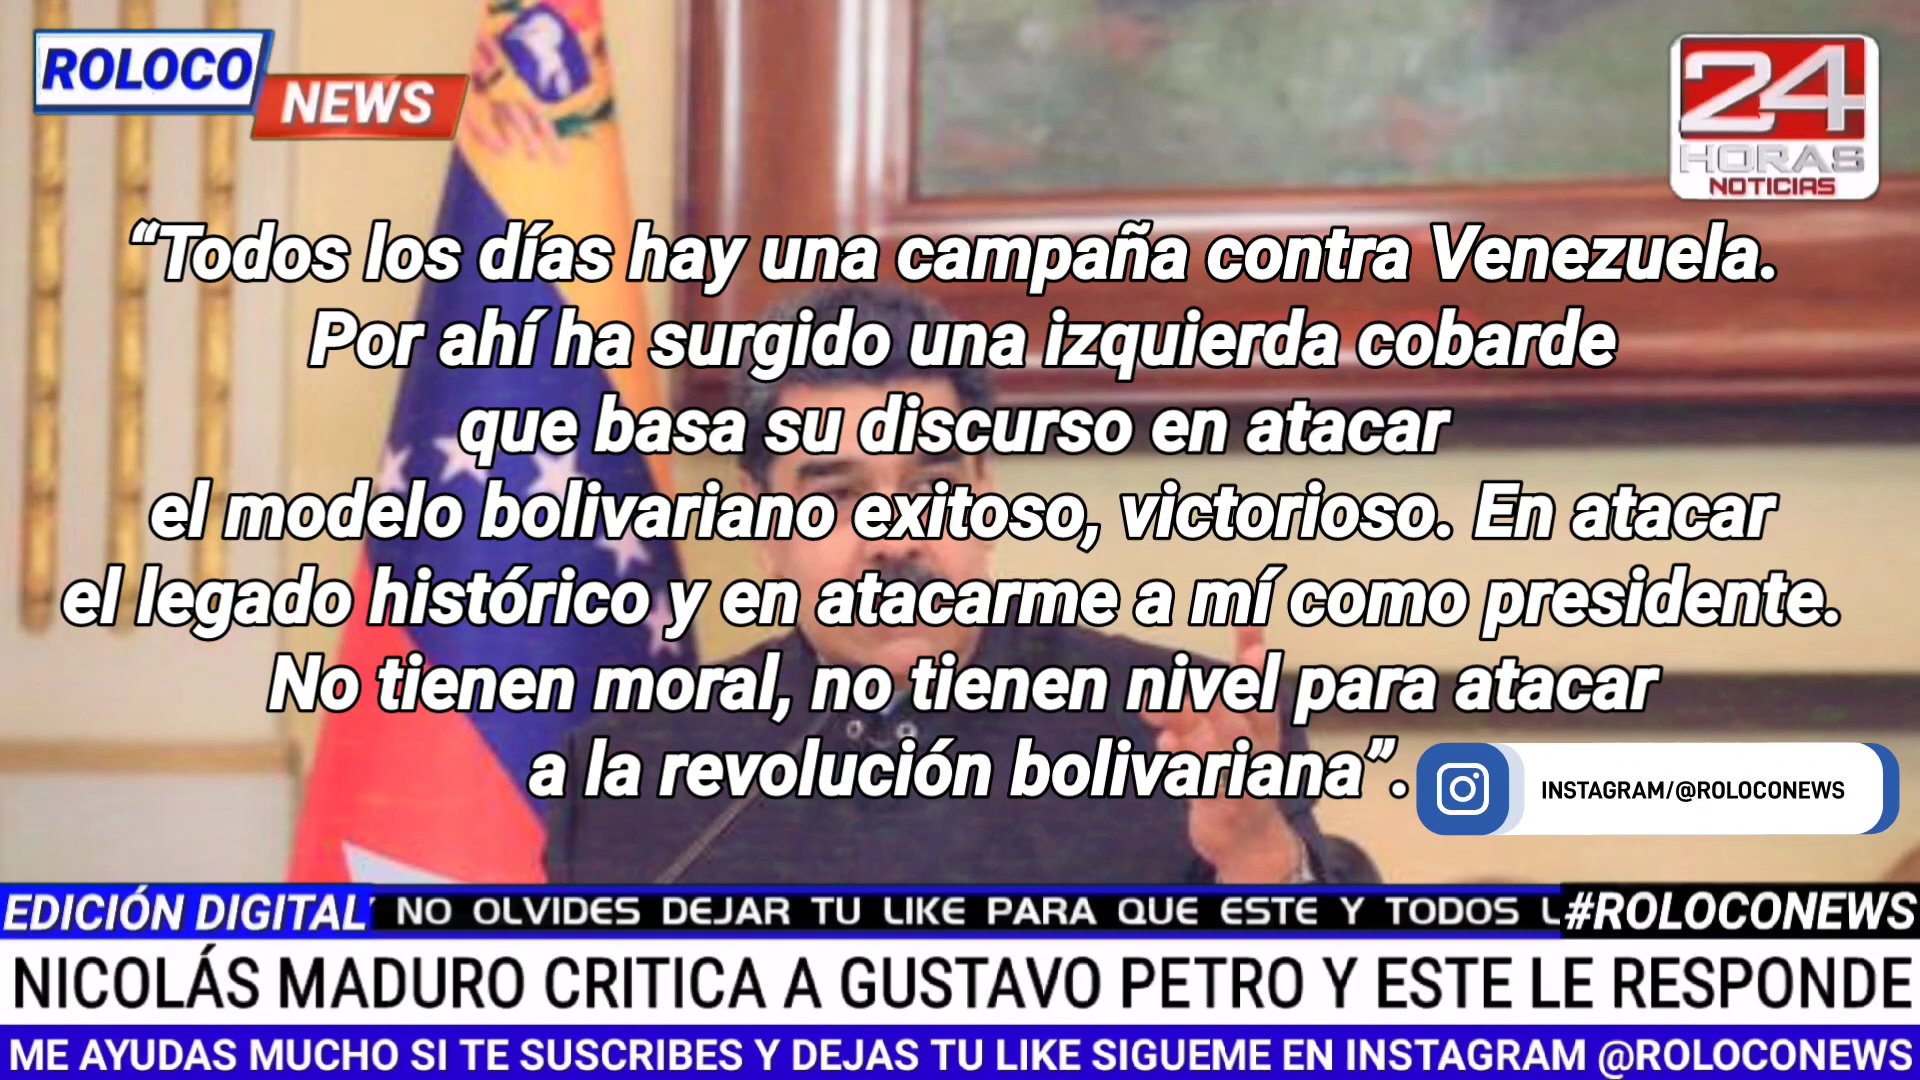 ROLOCO
NEWS
24
HORAS
NOTICIAS
“Todos los días hay una campaña contra Venezuela.
Por ahí ha surgido una izquierda cobarde
que basa su discurso en atacar
el modelo bolivariano exitoso, victorioso. En atacar
el legado histórico y en atacarme a mí como presidente.
No tienen moral, no tienen nivel para atacar
a la revolución bolivariana”.
INSTAGRAM/@ROLOCONEWS
EDICIÓN DIGITAL
NO OLVIDES DEJAR TU LIKE PARA QUE ESTE Y TODOS L
#ROLOCONEWS
NICOLÁS MADURO CRITICA A GUSTAVO PETRO Y ESTE LE RESPONDE
ME AYUDAS MUCHO SI TE SUSCRIBES Y DEJAS TU LIKE SIGUEME EN INSTAGRAM @ROLOCONEWS